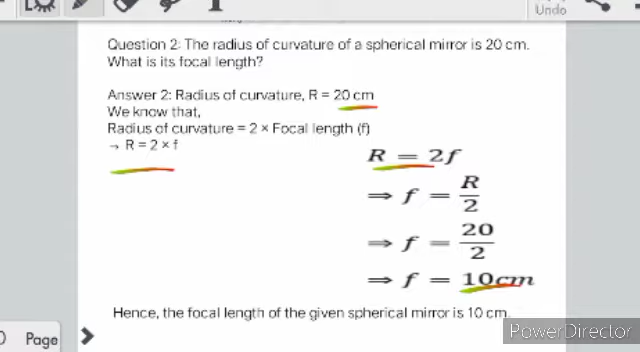 Undo
Question 2: The radius of curvature of a spherical mirror is 20 cm.
What is its focal length?
Answer 2: Radius of curvature, R = 20 cm
We know that,
Radius of curvature = 2 × Focal length (f)
→ R = 2 × f
R = 2f
⇒ f = R/2
⇒ f = 20/2
⇒ f = 10cm
Hence, the focal length of the given spherical mirror is 10 cm.
Page
PowerDirector